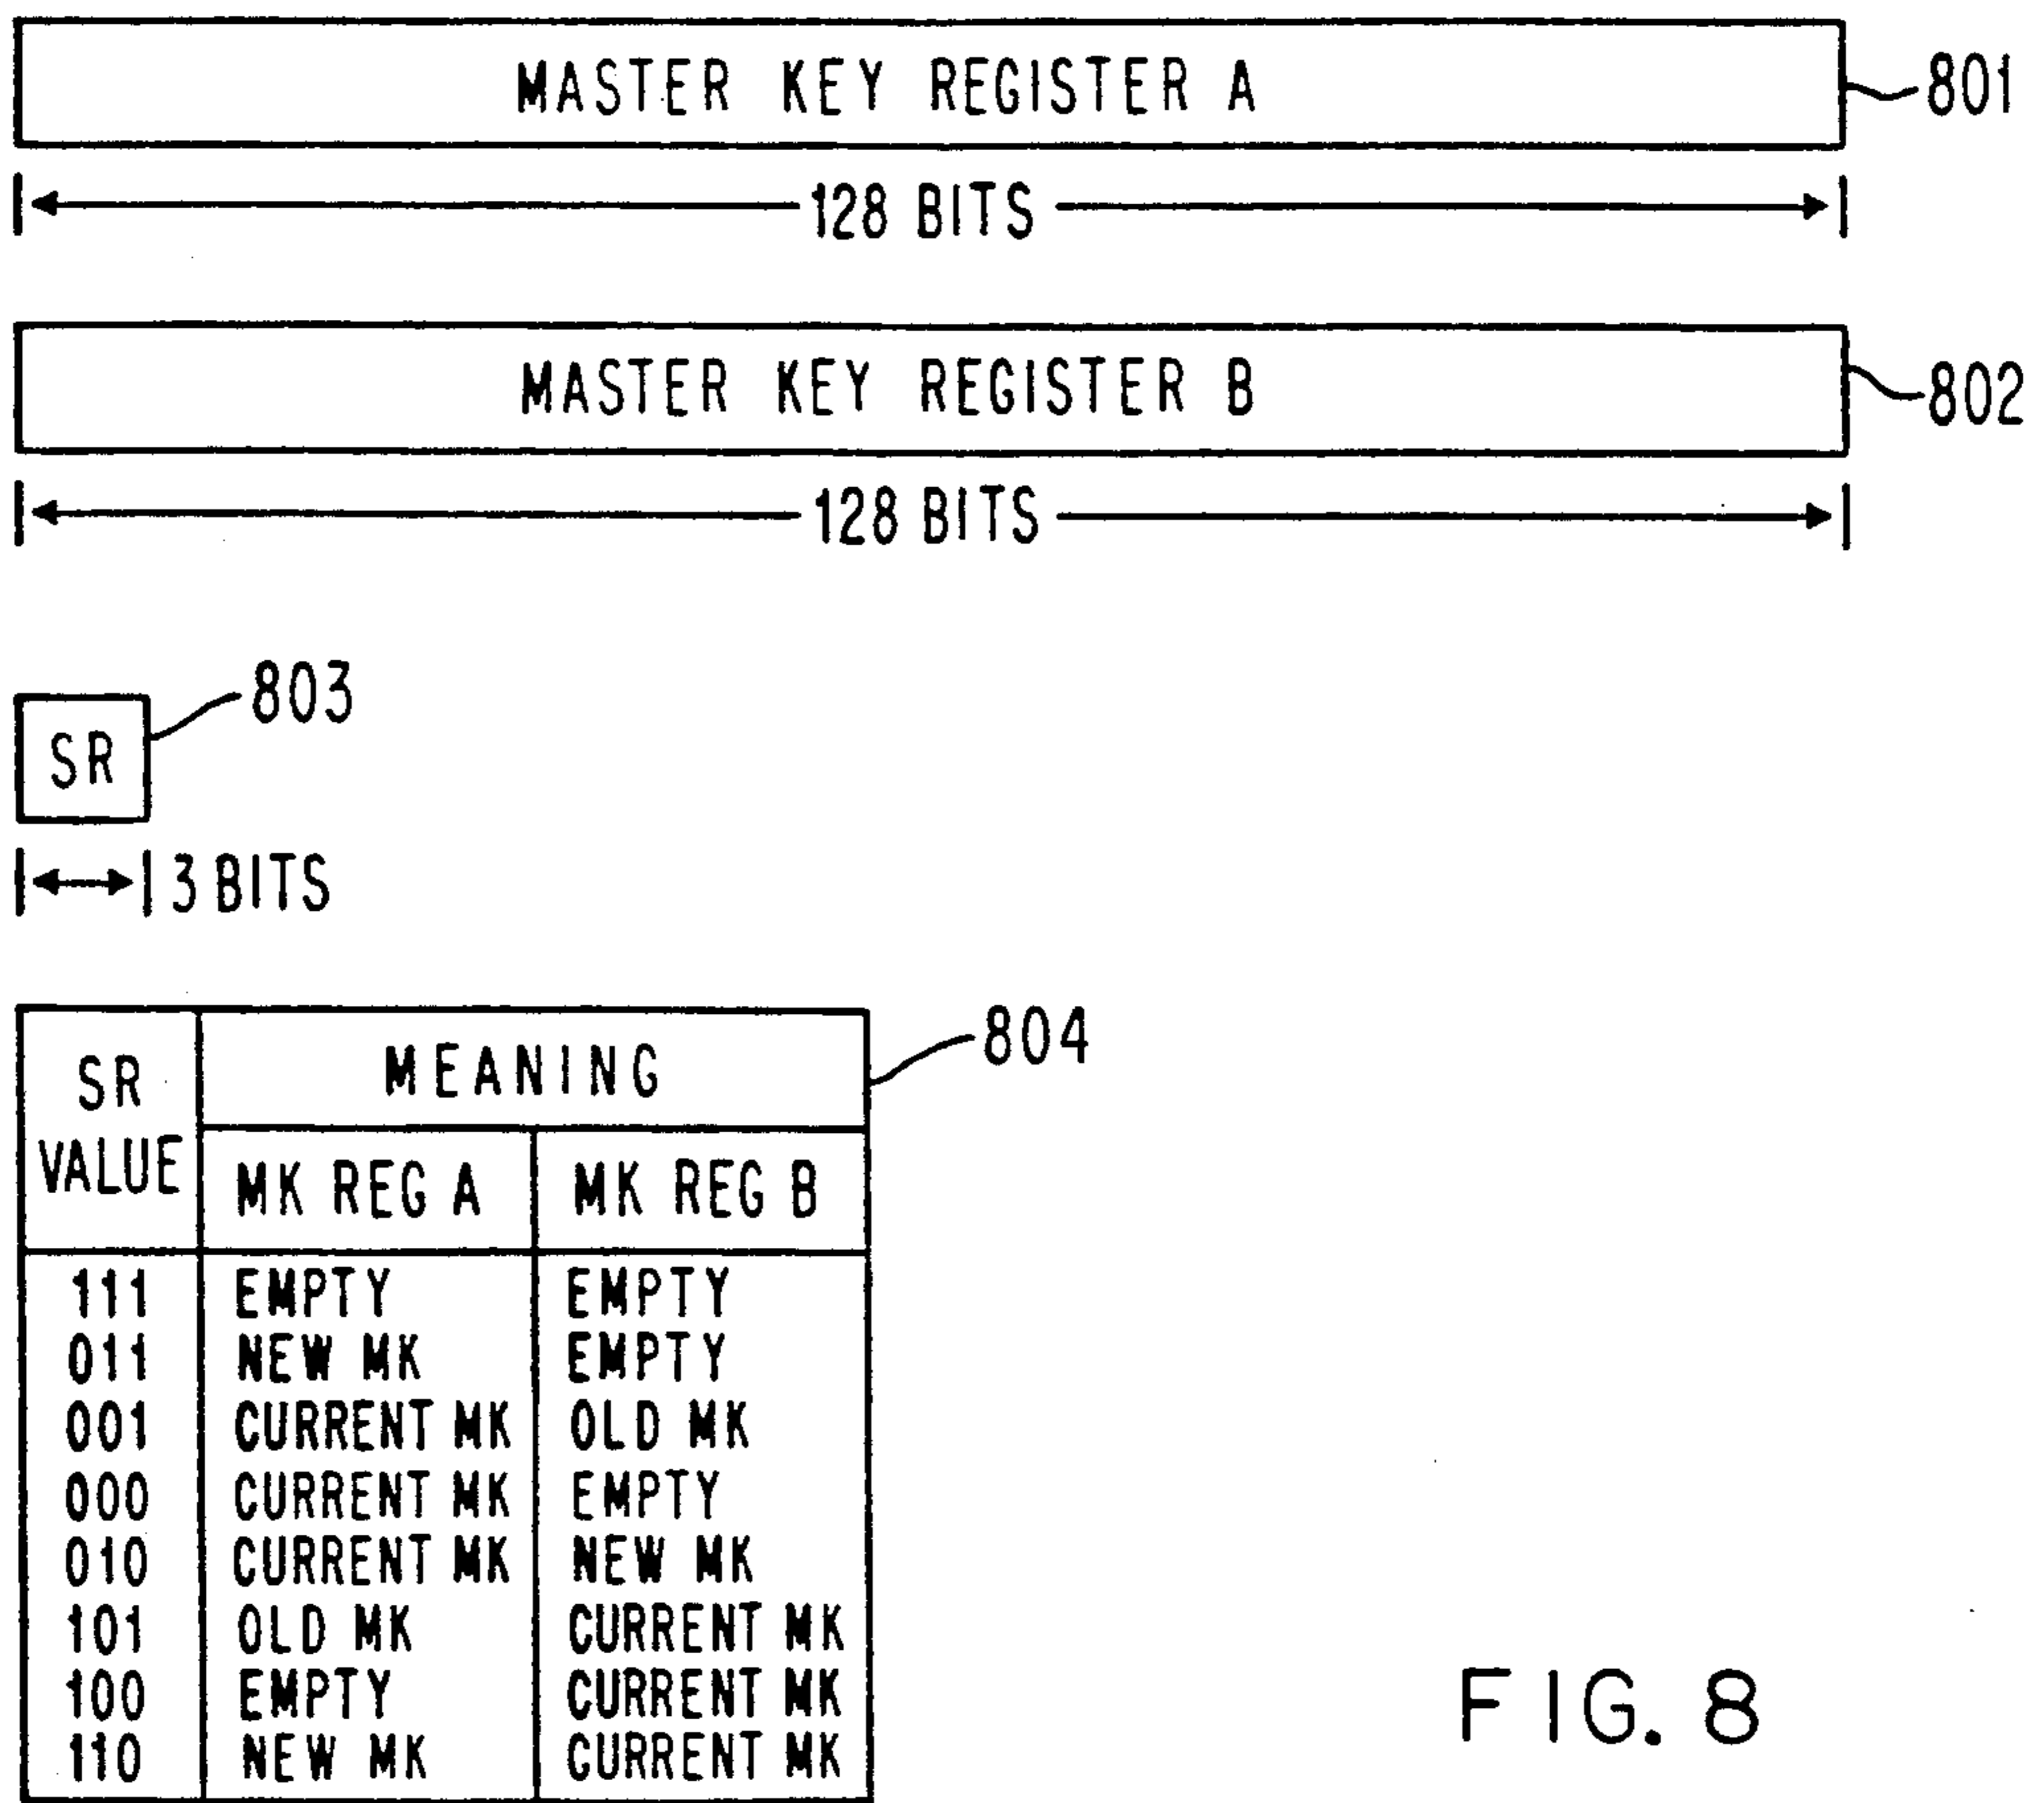 MASTER KEY REGISTER A
801
128 BITS
MASTER KEY REGISTER B
802
128 BITS
803
SR
3 BITS
804
SR VALUE
MEANING
MK REG A MK REG B
111 EMPTY EMPTY
011 NEW MK EMPTY
001 CURRENT MK OLD MK
000 CURRENT MK EMPTY
010 CURRENT MK NEW MK
101 OLD MK CURRENT MK
100 EMPTY CURRENT MK
110 NEW MK CURRENT MK
FIG. 8